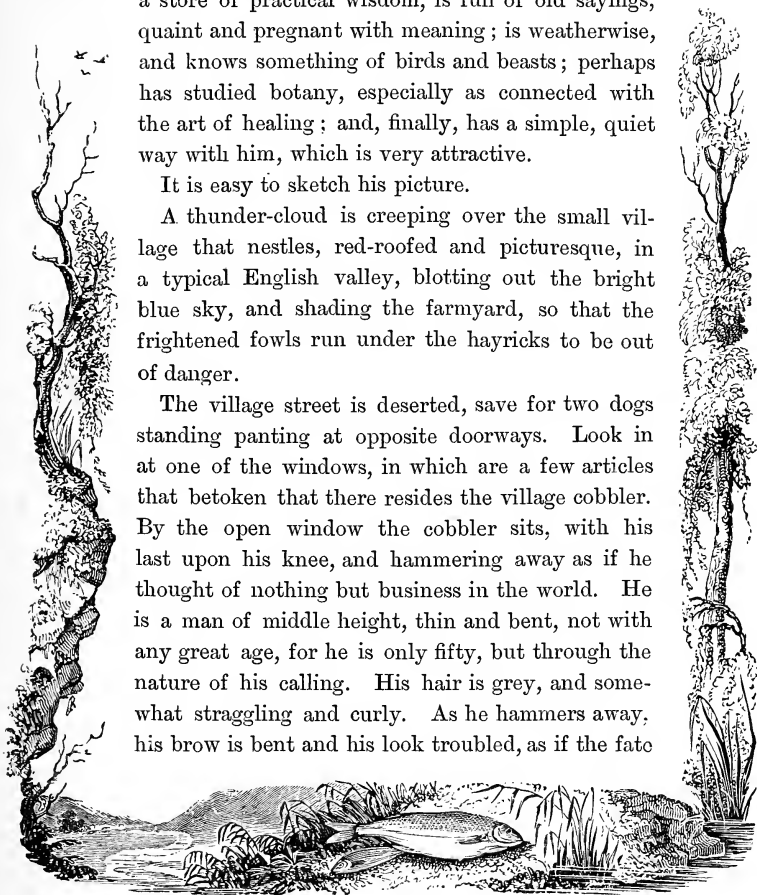 a store of practical wisdom, is full of old sayings,
quaint and pregnant with meaning ; is weatherwise,
and knows something of birds and beasts ; perhaps
has studied botany, especially as connected with
the art of healing ; and, finally, has a simple, quiet
way with him, which is very attractive.
It is easy to sketch his picture.
A thunder-cloud is creeping over the small vil-
lage that nestles, red-roofed and picturesque, in
a typical English valley, blotting out the bright
blue sky, and shading the farmyard, so that the
frightened fowls run under the hayricks to be out
of danger.
The village street is deserted, save for two dogs
standing panting at opposite doorways. Look in
at one of the windows, in which are a few articles
that betoken that there resides the village cobbler.
By the open window the cobbler sits, with his
last upon his knee, and hammering away as if he
thought of nothing but business in the world. He
is a man of middle height, thin and bent, not with
any great age, for he is only fifty, but through the
nature of his calling. His hair is grey, and some-
what straggling and curly. As he hammers away,
his brow is bent and his look troubled, as if the fate